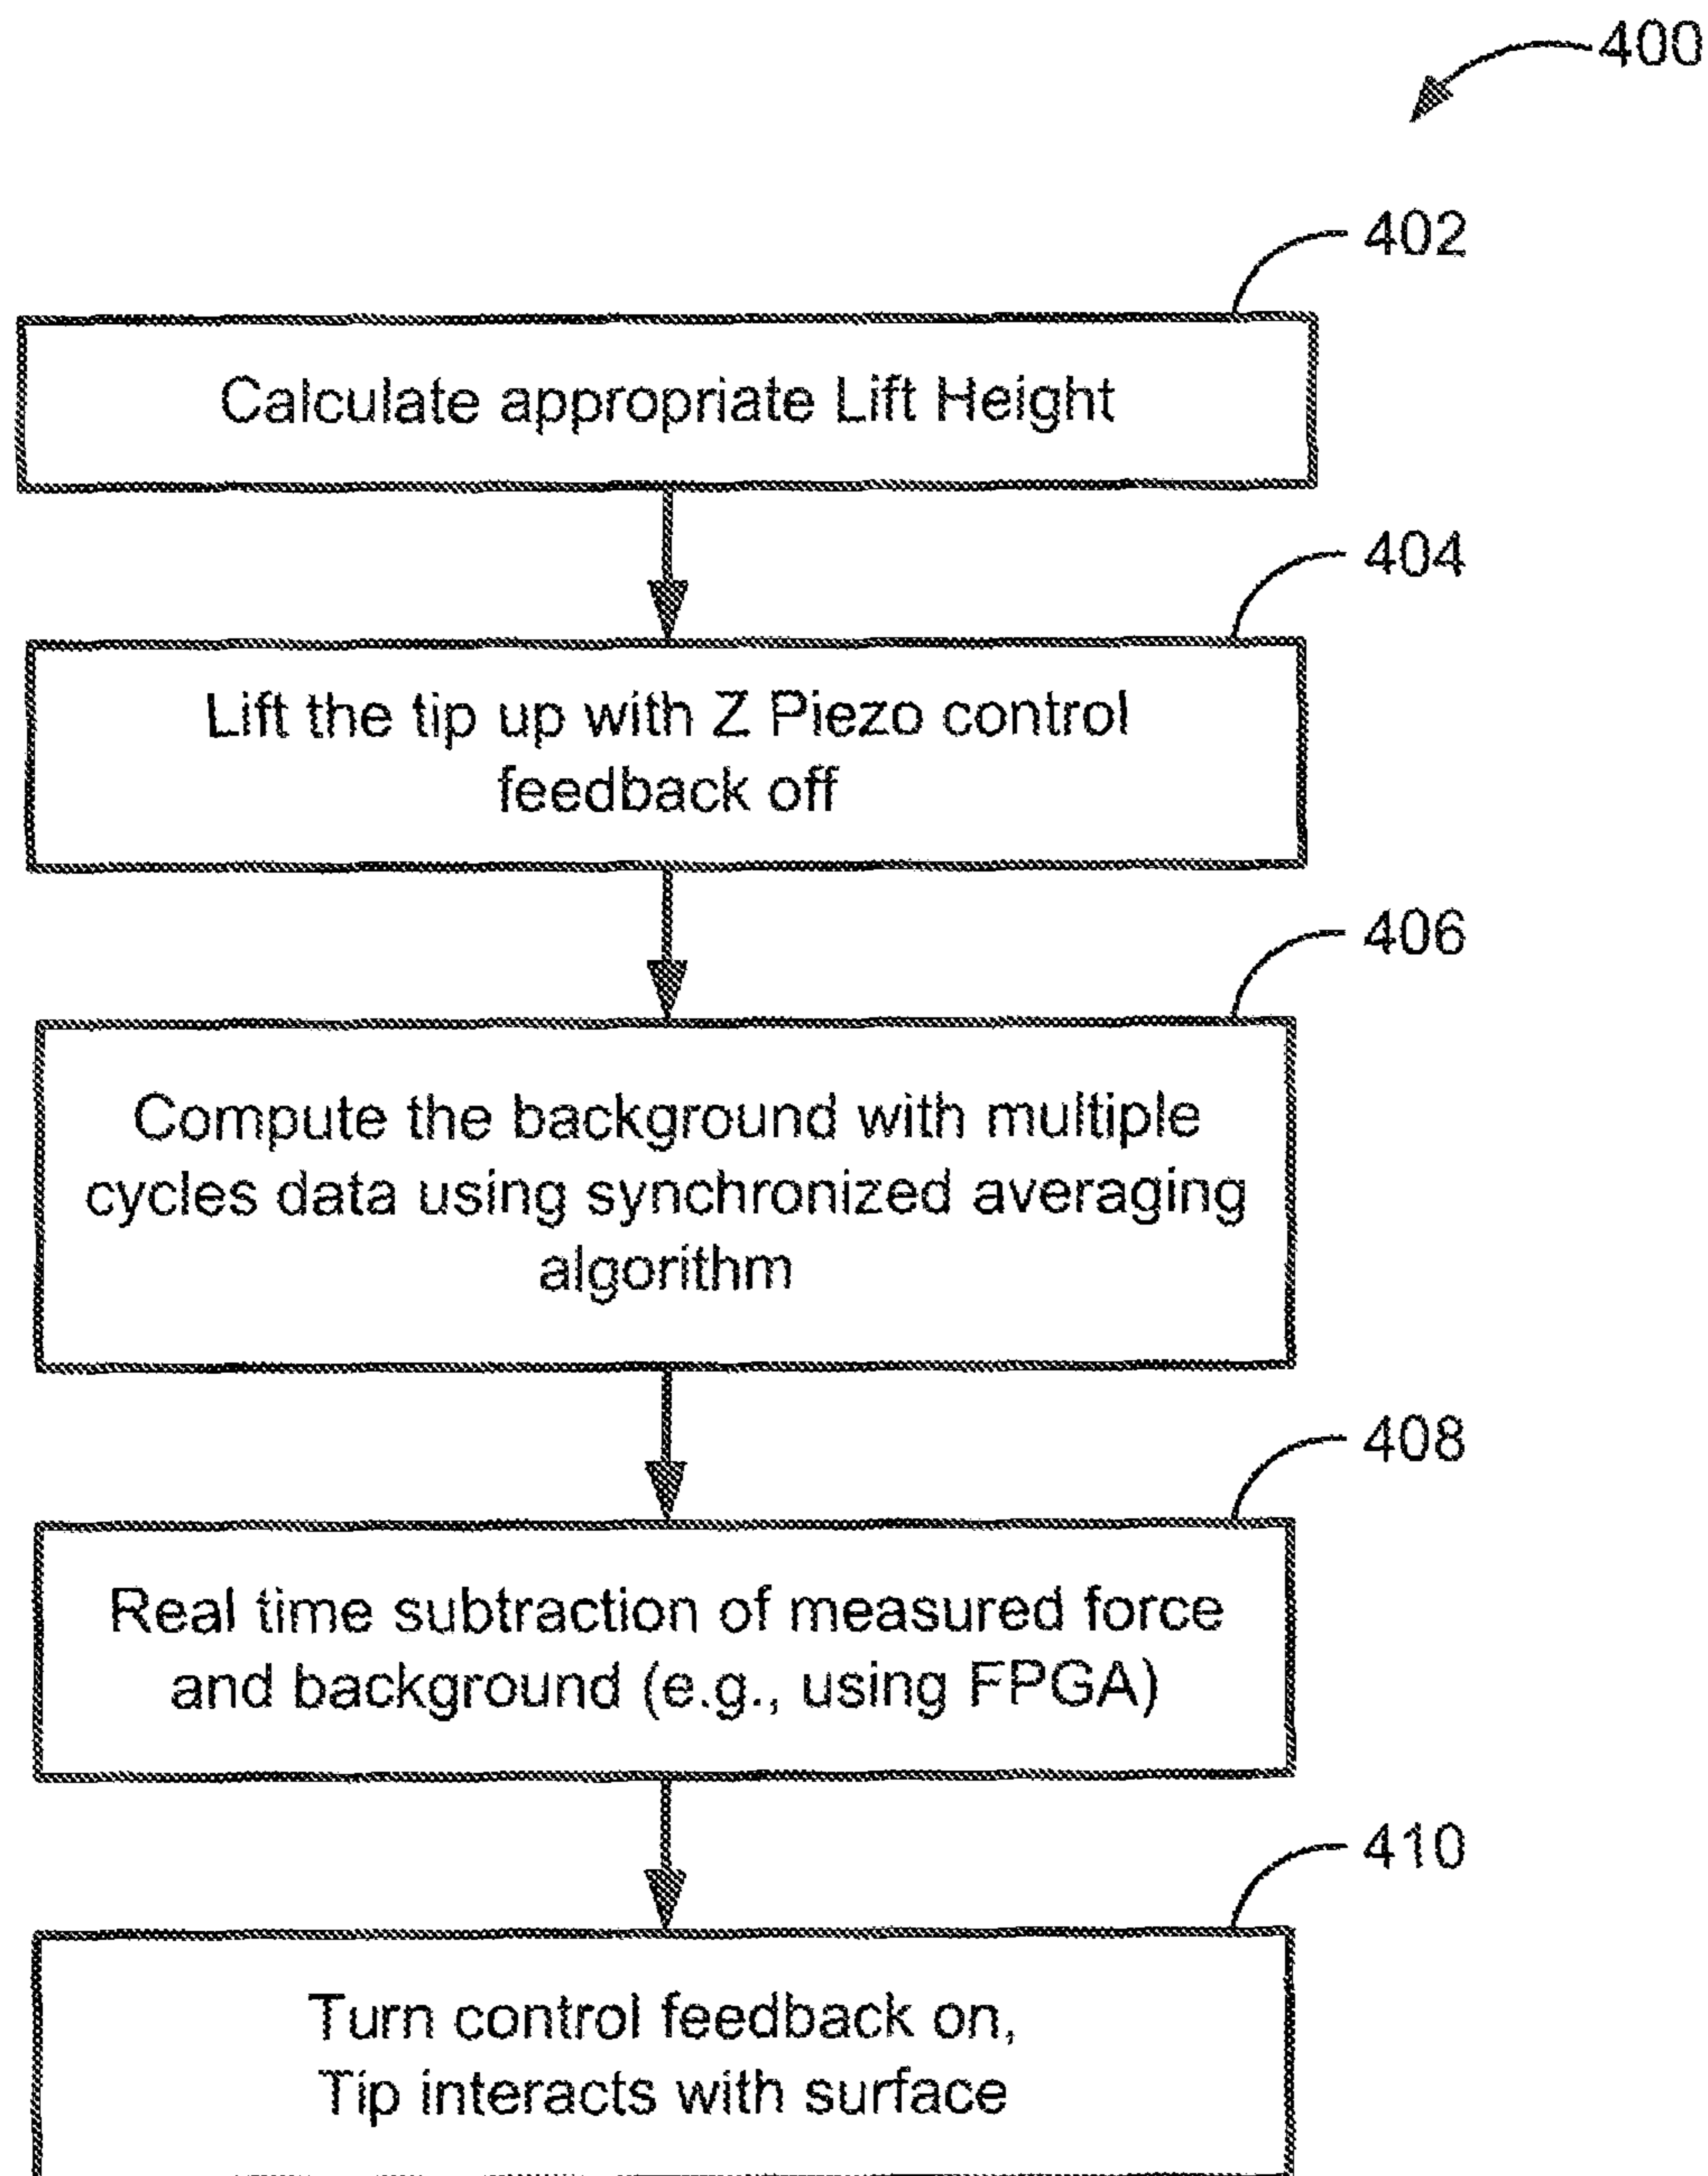 400
402
Calculate appropriate Lift Height
404
Lift the tip up with Z Piezo control
feedback off
406
Compute the background with multiple
cycles data using synchronized averaging
algorithm
408
Real time subtraction of measured force
and background (e.g., using FPGA)
410
Turn control feedback on,
Tip interacts with surface